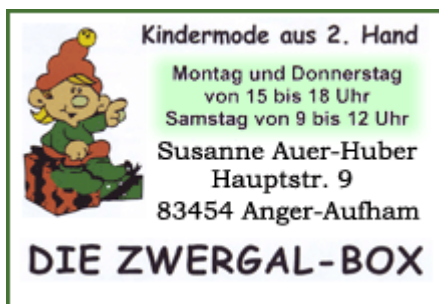 Kindermode aus 2. Hand
Montag und Donnerstag
von 15 bis 18 Uhr
Samstag von 9 bis 12 Uhr
Susanne Auer-Huber
Hauptstr. 9
83454 Anger-Aufham
DIE ZWERGAL-BOX